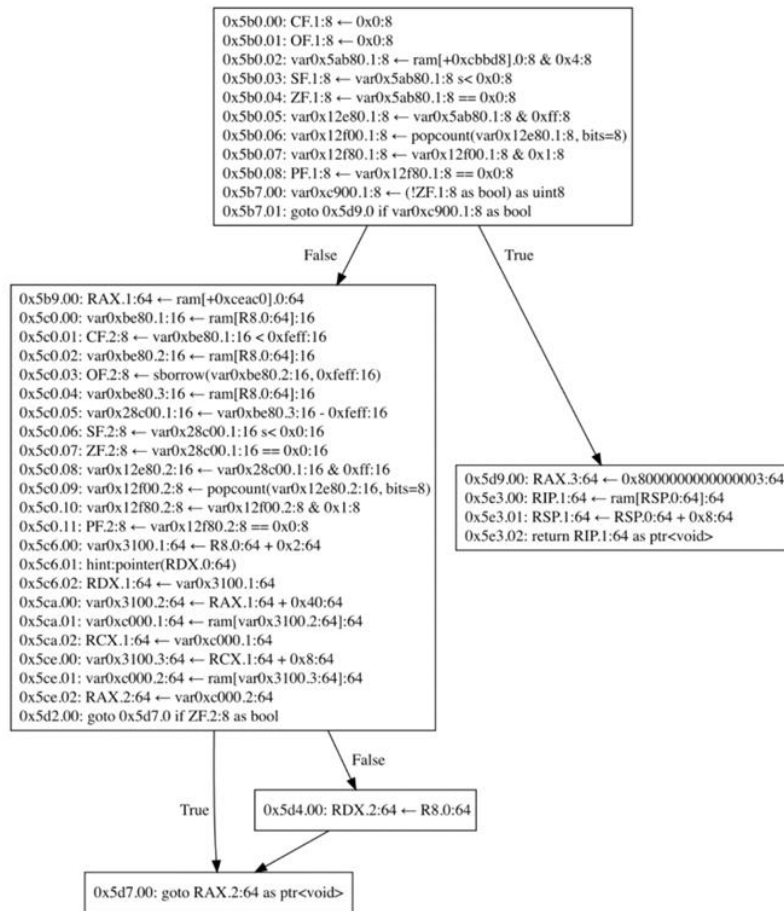 0x5b0.00: CF.1:8 ← 0x0:8
0x5b0.01: OF.1:8 ← 0x0:8
0x5b0.02: var0x5ab80.1:8 ← ram[+0xcbbd8].0:8 & 0x4:8
0x5b0.03: SF.1:8 ← var0x5ab80.1:8 s< 0x0:8
0x5b0.04: ZF.1:8 ← var0x5ab80.1:8 == 0x0:8
0x5b0.05: var0x12e80.1:8 ← var0x5ab80.1:8 & 0xff:8
0x5b0.06: var0x12f00.1:8 ← popcount(var0x12e80.1:8, bits=8)
0x5b0.07: var0x12f80.1:8 ← var0x12f00.1:8 & 0x1:8
0x5b0.08: PF.1:8 ← var0x12f80.1:8 == 0x0:8
0x5b7.00: var0xc900.1:8 ← (!ZF.1:8 as bool) as uint8
0x5b7.01: goto 0x5d9.0 if var0xc900.1:8 as bool
False
True
0x5b9.00: RAX.1:64 ← ram[+0xceac0].0:64
0x5c0.00: var0xbe80.1:16 ← ram[R8.0:64]:16
0x5c0.01: CF.2:8 ← var0xbe80.1:16 < 0xfeff:16
0x5c0.02: var0xbe80.2:16 ← ram[R8.0:64]:16
0x5c0.03: OF.2:8 ← sborrow(var0xbe80.2:16, 0xfeff:16)
0x5c0.04: var0xbe80.3:16 ← ram[R8.0:64]:16
0x5c0.05: var0x28c00.1:16 ← var0xbe80.3:16 - 0xfeff:16
0x5c0.06: SF.2:8 ← var0x28c00.1:16 s< 0x0:16
0x5c0.07: ZF.2:8 ← var0x28c00.1:16 == 0x0:16
0x5c0.08: var0x12e80.2:16 ← var0x28c00.1:16 & 0xff:16
0x5c0.09: var0x12f00.2:8 ← popcount(var0x12e80.2:16, bits=8)
0x5c0.10: var0x12f80.2:8 ← var0x12f00.2:8 & 0x1:8
0x5c0.11: PF.2:8 ← var0x12f80.2:8 == 0x0:8
0x5c6.00: var0x3100.1:64 ← R8.0:64 + 0x2:64
0x5c6.01: hint:pointer(RDX.0:64)
0x5c6.02: RDX.1:64 ← var0x3100.1:64
0x5ca.00: var0x3100.2:64 ← RAX.1:64 + 0x40:64
0x5ca.01: var0xc000.1:64 ← ram[var0x3100.2:64]:64
0x5ca.02: RCX.1:64 ← var0xc000.1:64
0x5ce.00: var0x3100.3:64 ← RCX.1:64 + 0x8:64
0x5ce.01: var0xc000.2:64 ← ram[var0x3100.3:64]:64
0x5ce.02: RAX.2:64 ← var0xc000.2:64
0x5d2.00: goto 0x5d7.0 if ZF.2:8 as bool
0x5d9.00: RAX.3:64 ← 0x8000000000000003:64
0x5e3.00: RIP.1:64 ← ram[RSP.0:64]:64
0x5e3.01: RSP.1:64 ← RSP.0:64 + 0x8:64
0x5e3.02: return RIP.1:64 as ptr<void>
False
True
0x5d4.00: RDX.2:64 ← R8.0:64
0x5d7.00: goto RAX.2:64 as ptr<void>